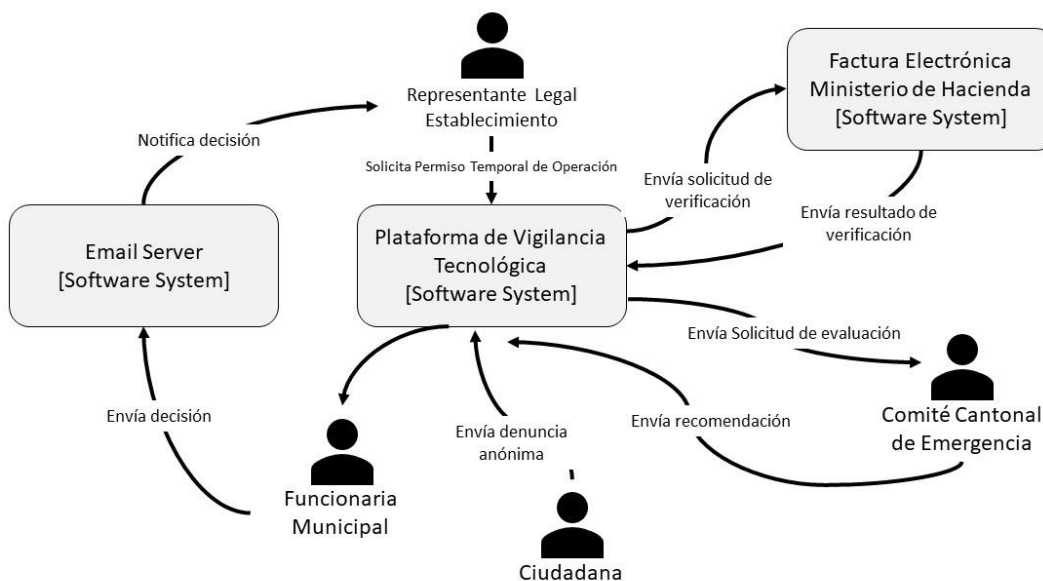 Representante Legal
Establecimiento
Factura Electrónica
Ministerio de Hacienda
[Software System]
Notifica decisión
Solicita Permiso Temporal de Operación
Envía solicitud de
verificación
Envía resultado de
verificación
Email Server
[Software System]
Plataforma de Vigilancia
Tecnológica
[Software System]
Envía Solicitud de evaluación
Envía decisión
Envía denuncia
anónima
Envía recomendación
Comité Cantonal
de Emergencia
Funcionaria
Municipal
Ciudadana